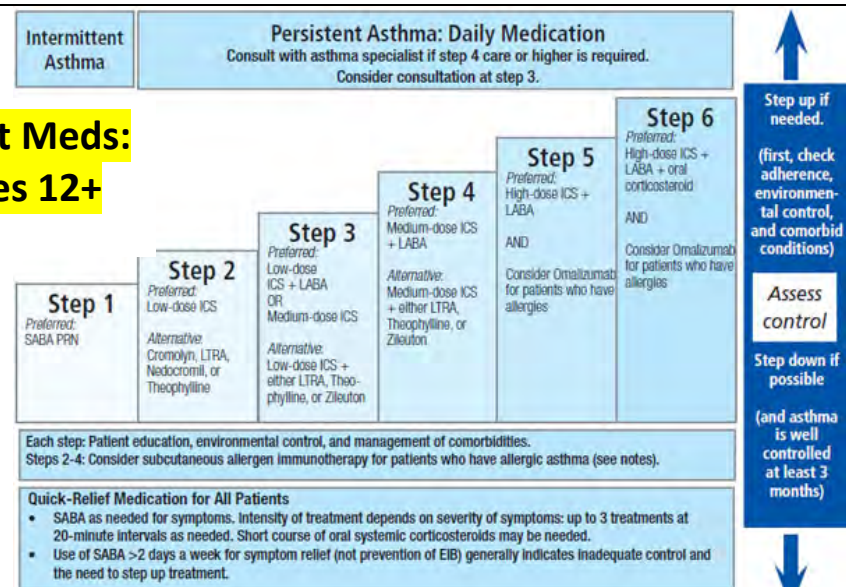 Intermittent
Asthma
Persistent Asthma: Daily Medication
Consult with asthma specialist if step 4 care or higher is required.
Consider consultation at step 3.
t Meds:
es 12+
Step 1
Preferred:
SABA PRN
Step 2
Preferred:
Low-dose ICS
Alternative:
Cromolyn, LTRA,
Nedocromil, or
Theophylline
Step 3
Preferred:
Low-dose
ICS + LABA
OR
Medium-dose ICS
Alternative:
Low-dose ICS +
either LTRA, Theo-
phylline, or Zileuton
Step 4
Preferred:
Medium-dose ICS
+ LABA
Alternative:
Medium-dose ICS
+ either LTRA,
Theophylline, or
Zileuton
Step 5
Preferred:
High-dose ICS +
LABA
AND
Consider Omalizumab
for patients who have
allergies
Step 6
Preferred:
High-dose ICS +
LABA + oral
corticosteroid
AND
Consider Omalizumab
for patients who have
allergies
Each step: Patient education, environmental control, and management of comorbidities.
Steps 2-4: Consider subcutaneous allergen immunotherapy for patients who have allergic asthma (see notes).
Quick-Relief Medication for All Patients
• SABA as needed for symptoms. Intensity of treatment depends on severity of symptoms: up to 3 treatments at
20-minute intervals as needed. Short course of oral systemic corticosteroids may be needed.
• Use of SABA >2 days a week for symptom relief (not prevention of EIB) generally indicates inadequate control and
the need to step up treatment.
Step up if
needed.
(first, check
adherence,
environmen-
tal control,
and comorbid
conditions)
Assess
control
Step down if
possible
(and asthma
is well
controlled
at least 3
months)